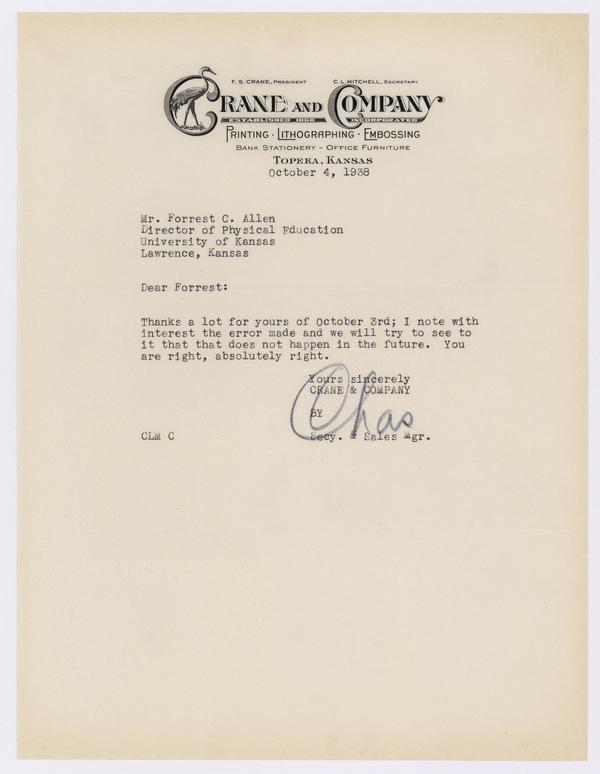 F. S. CRANE, PRESIDENT C. L. MITCHELL, SECRETARY
CRANE AND COMPANY
ESTABLISHED 1868 INCORPORATED
PRINTING · LITHOGRAPHING · EMBOSSING
BANK STATIONERY - OFFICE FURNITURE
TOPEKA, KANSAS
October 4, 1938
Mr. Forrest C. Allen
Director of Physical Education
University of Kansas
Lawrence, Kansas
Dear Forrest:
Thanks a lot for yours of October 3rd; I note with
interest the error made and we will try to see to
it that that does not happen in the future. You
are right, absolutely right.
Yours sincerely
CRANE & COMPANY
BY
Chas
CLM C Secy. & Sales Mgr.